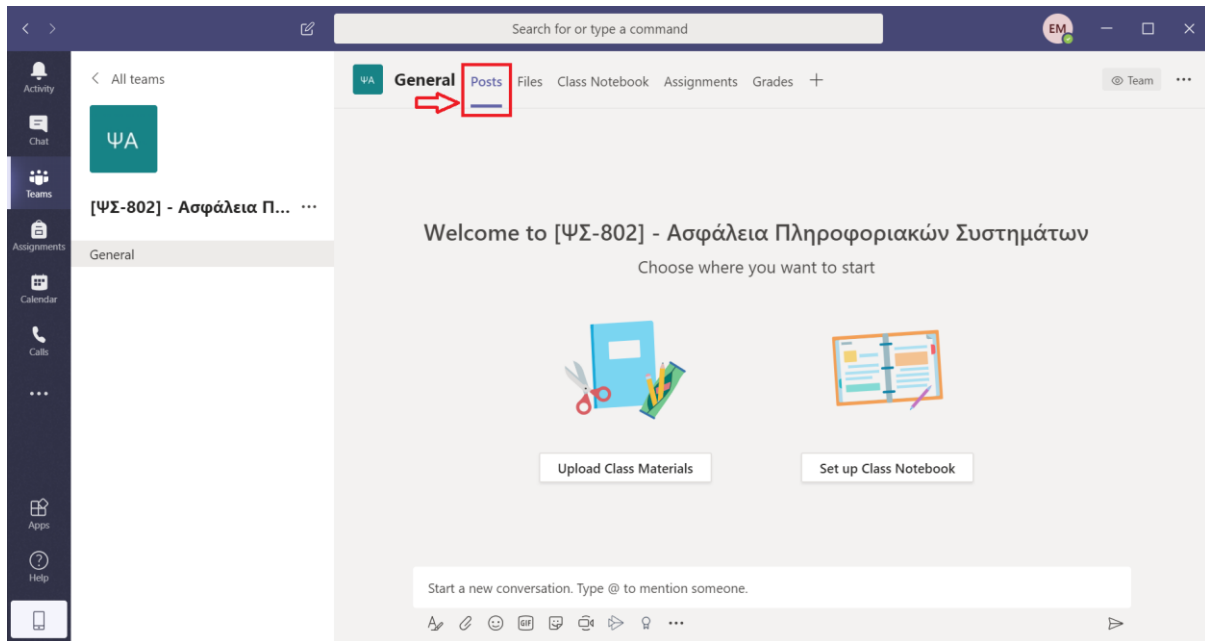 Search for or type a command
EM
Activity
Chat
Teams
Assignments
Calendar
Calls
Apps
Help
All teams
ΨΑ
[ΨΣ-802] - Ασφάλεια Π...
General
ΨΑ General Posts Files Class Notebook Assignments Grades
Team
Welcome to [ΨΣ-802] - Ασφάλεια Πληροφοριακών Συστημάτων
Choose where you want to start
Upload Class Materials
Set up Class Notebook
Start a new conversation. Type @ to mention someone.
GIF